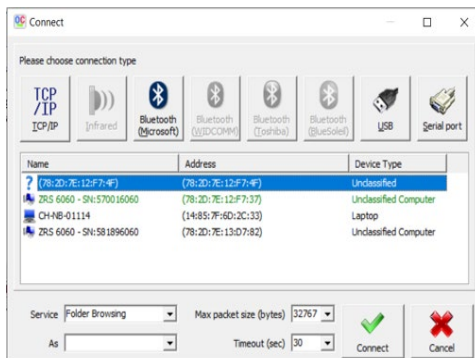 Connect
Please choose connection type
TCP
/IP
TCP/IP
Infrared
Bluetooth
(Microsoft)
Bluetooth
(WIDCOMM)
Bluetooth
(Toshiba)
Bluetooth
(BlueSoleil)
USB
Serial port
Name Address Device Type
? (78:2D:7E:12:F7:4F) (78:2D:7E:12:F7:4F) Unclassified
ZRS 6060 - SN:570016060 (78:2D:7E:12:F7:37) Unclassified Computer
CH-NB-01114 (14:85:7F:6D:2C:33) Laptop
ZRS 6060 - SN:581896060 (78:2D:7E:13:D7:82) Unclassified Computer
Service Folder Browsing Max packet size (bytes) 32767
As Timeout (sec) 30
Connect
Cancel